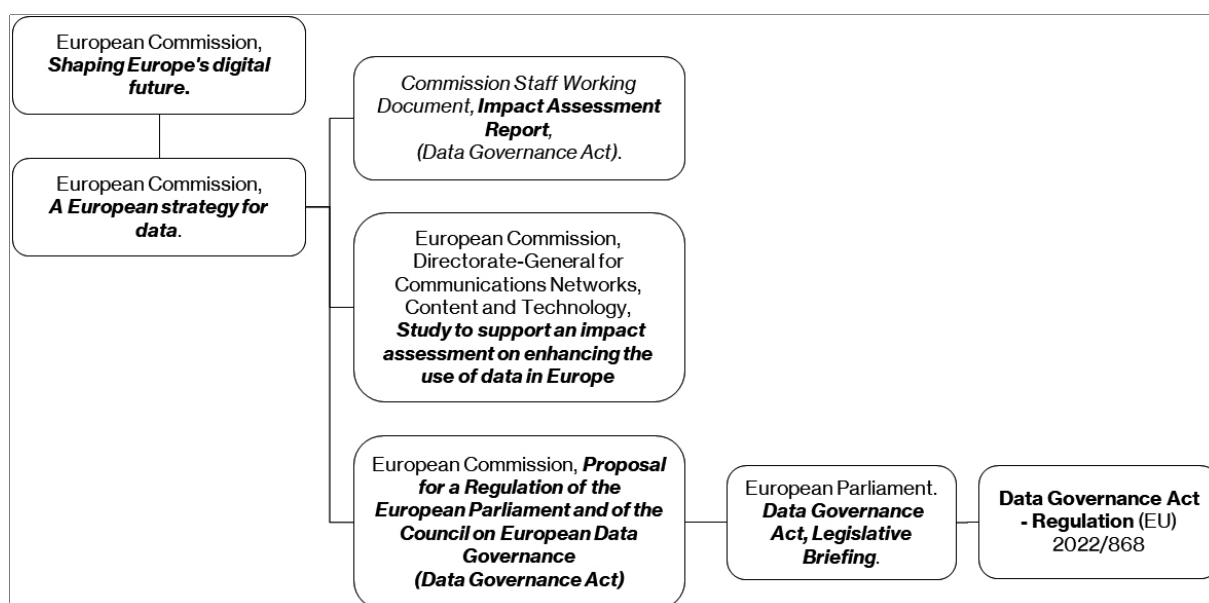 European Commission,
Shaping Europe's digital
future.
European Commission,
A European strategy for
data.
Commission Staff Working
Document, Impact Assessment
Report,
(Data Governance Act).
European Commission,
Directorate-General for
Communications Networks,
Content and Technology,
Study to support an impact
assessment on enhancing the
use of data in Europe
European Commission, Proposal
for a Regulation of the
European Parliament and of the
Council on European Data
Governance
(Data Governance Act)
European Parliament.
Data Governance
Act, Legislative
Briefing.
Data Governance Act
- Regulation (EU)
2022/868